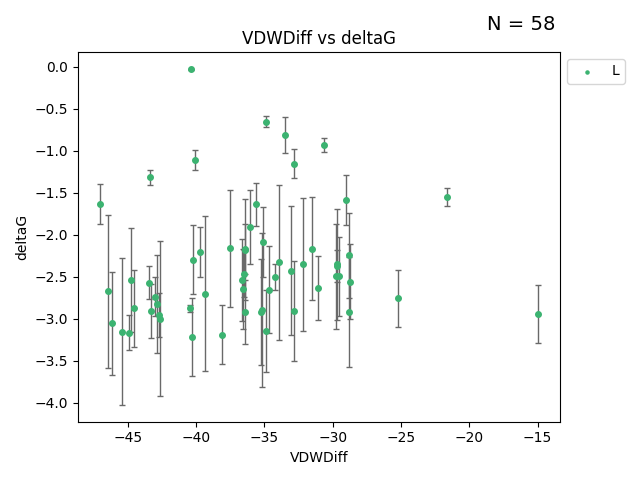 N = 58
VDWDiff vs deltaG
L
0.0
−0.5
−1.0
−1.5
−2.0
−2.5
−3.0
−3.5
−4.0
deltaG
−45 −40 −35 −30 −25 −20 −15
VDWDiff